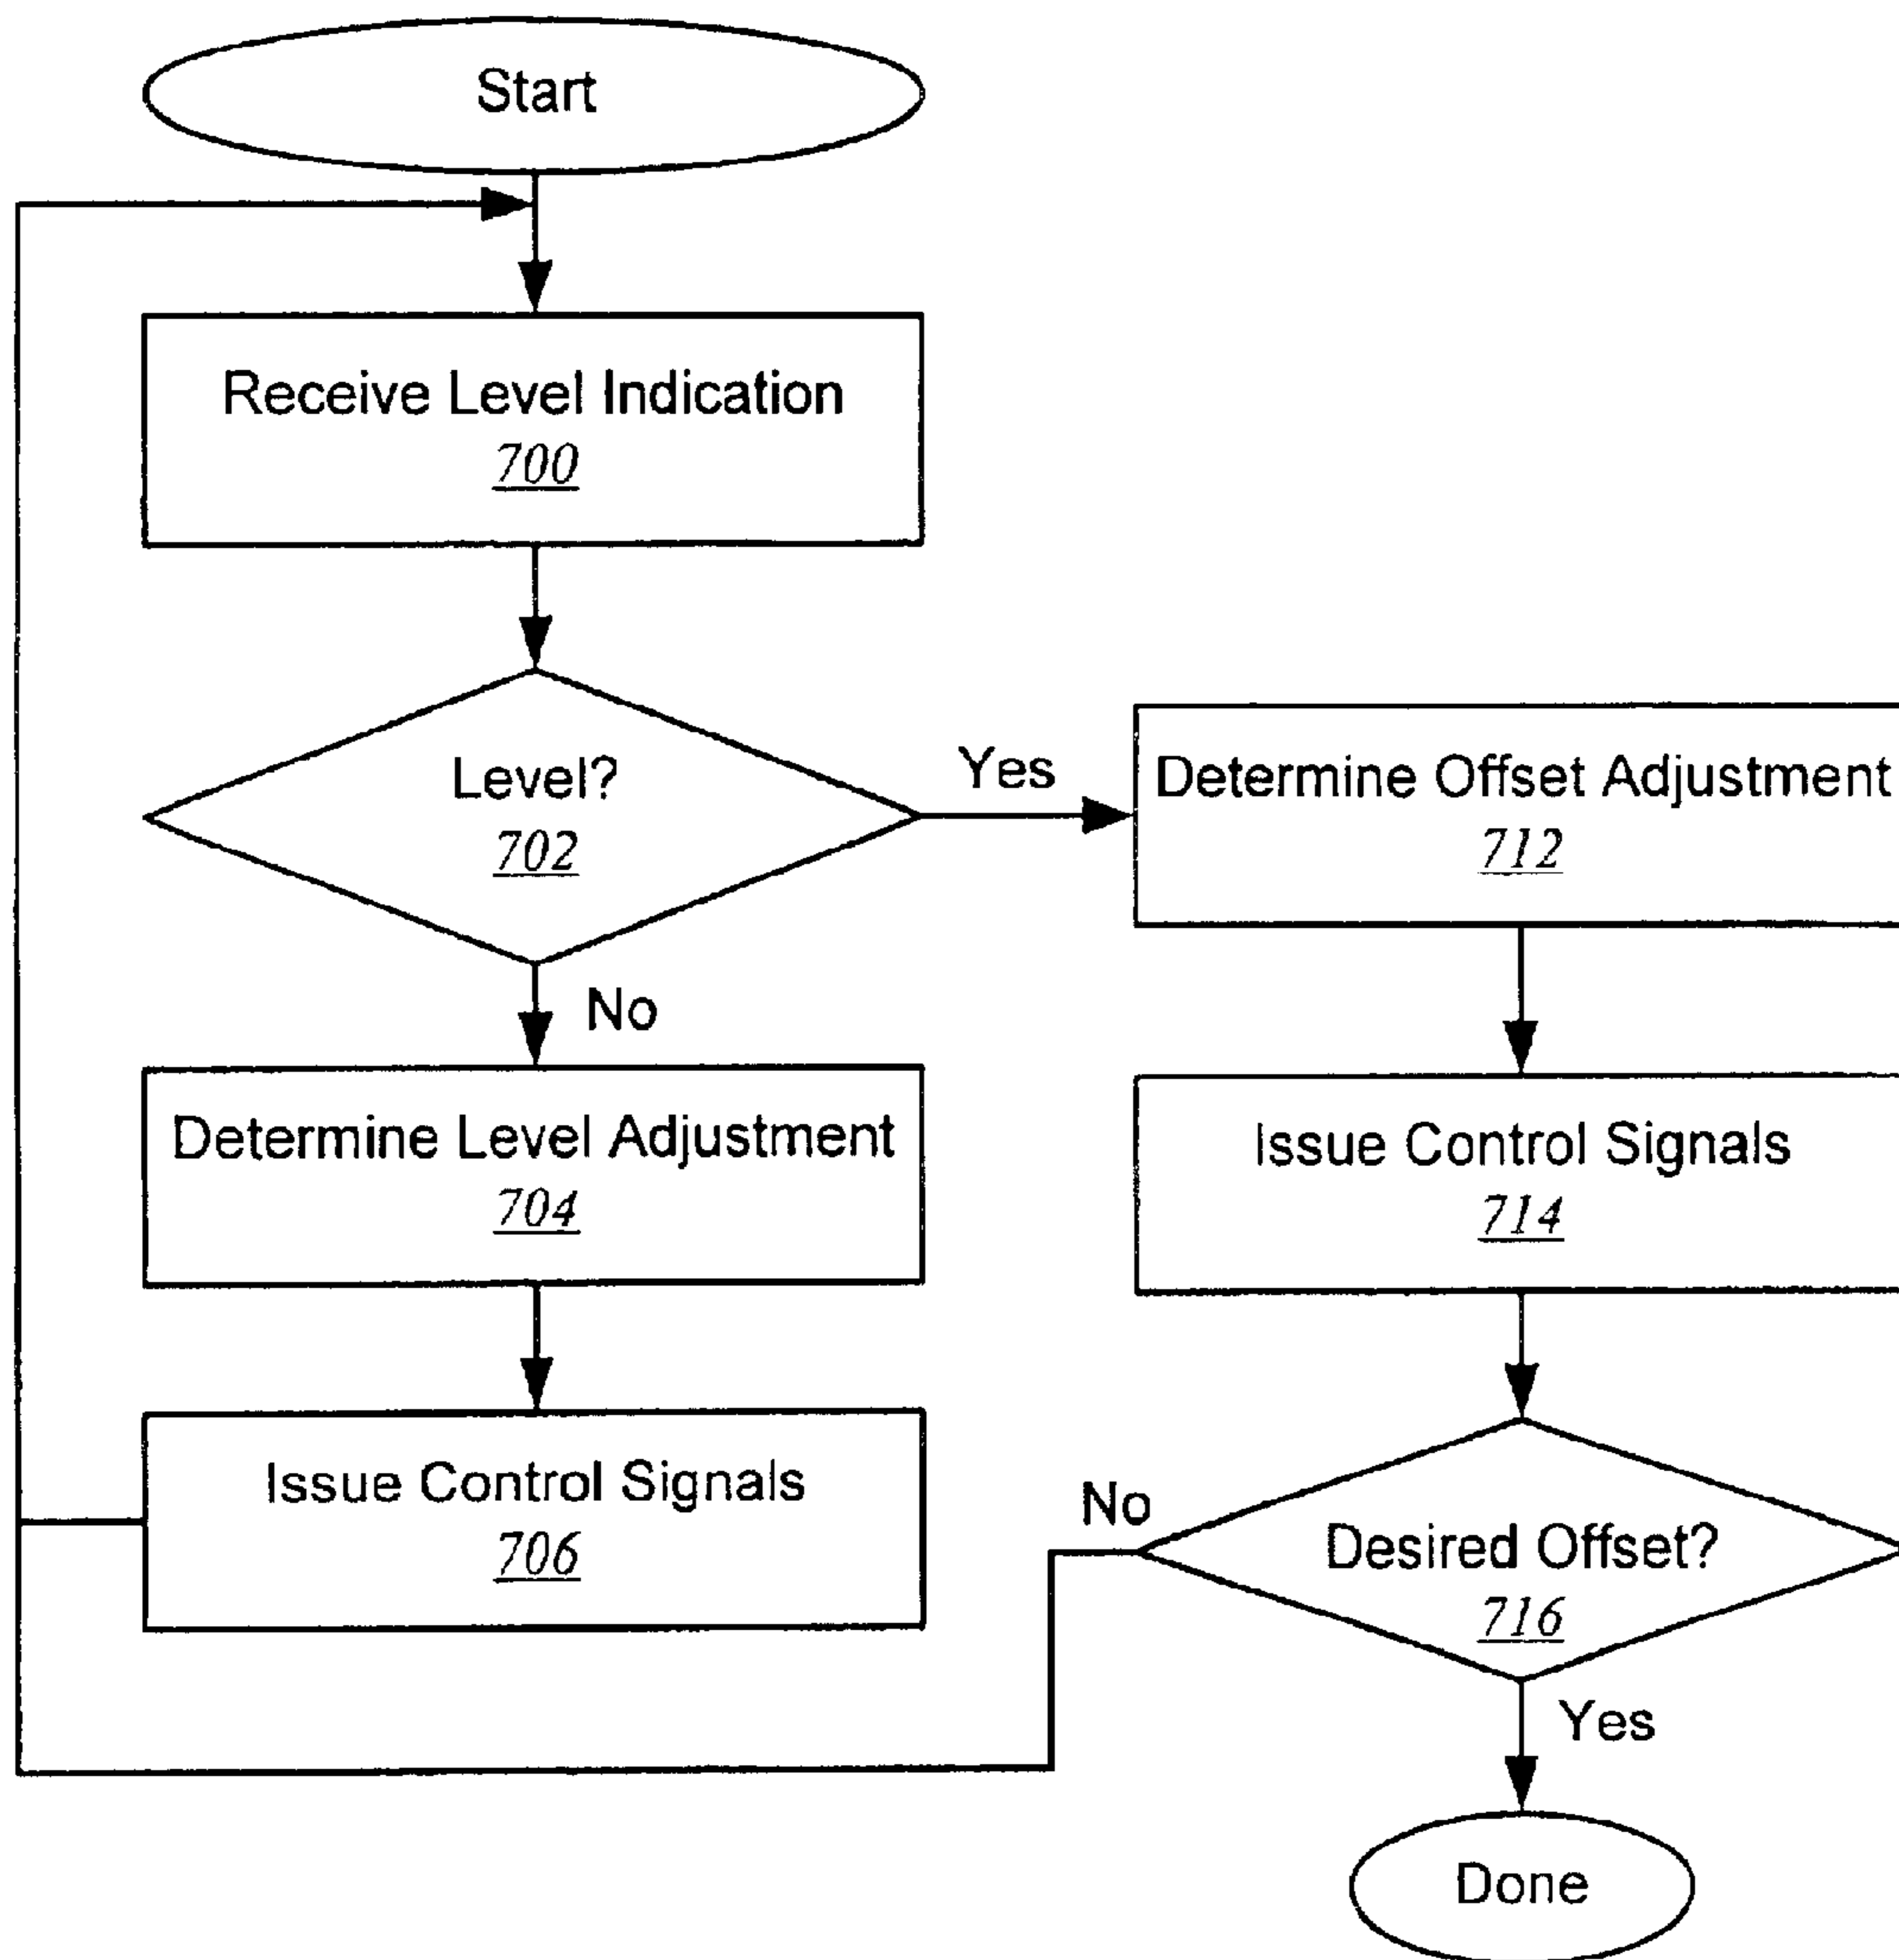 Start
Receive Level Indication
700
Level?
702
Yes
No
Determine Level Adjustment
704
Issue Control Signals
706
Determine Offset Adjustment
712
Issue Control Signals
714
Desired Offset?
716
No
Yes
Done